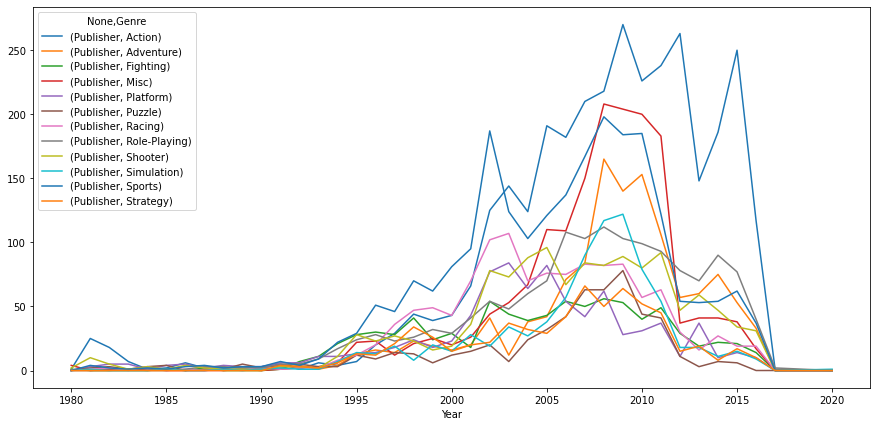 None,Genre
(Publisher, Action)
(Publisher, Adventure)
(Publisher, Fighting)
(Publisher, Misc)
(Publisher, Platform)
(Publisher, Puzzle)
(Publisher, Racing)
(Publisher, Role-Playing)
(Publisher, Shooter)
(Publisher, Simulation)
(Publisher, Sports)
(Publisher, Strategy)
250
200
150
100
50
0
1980 1985 1990 1995 2000 2005 2010 2015 2020
Year